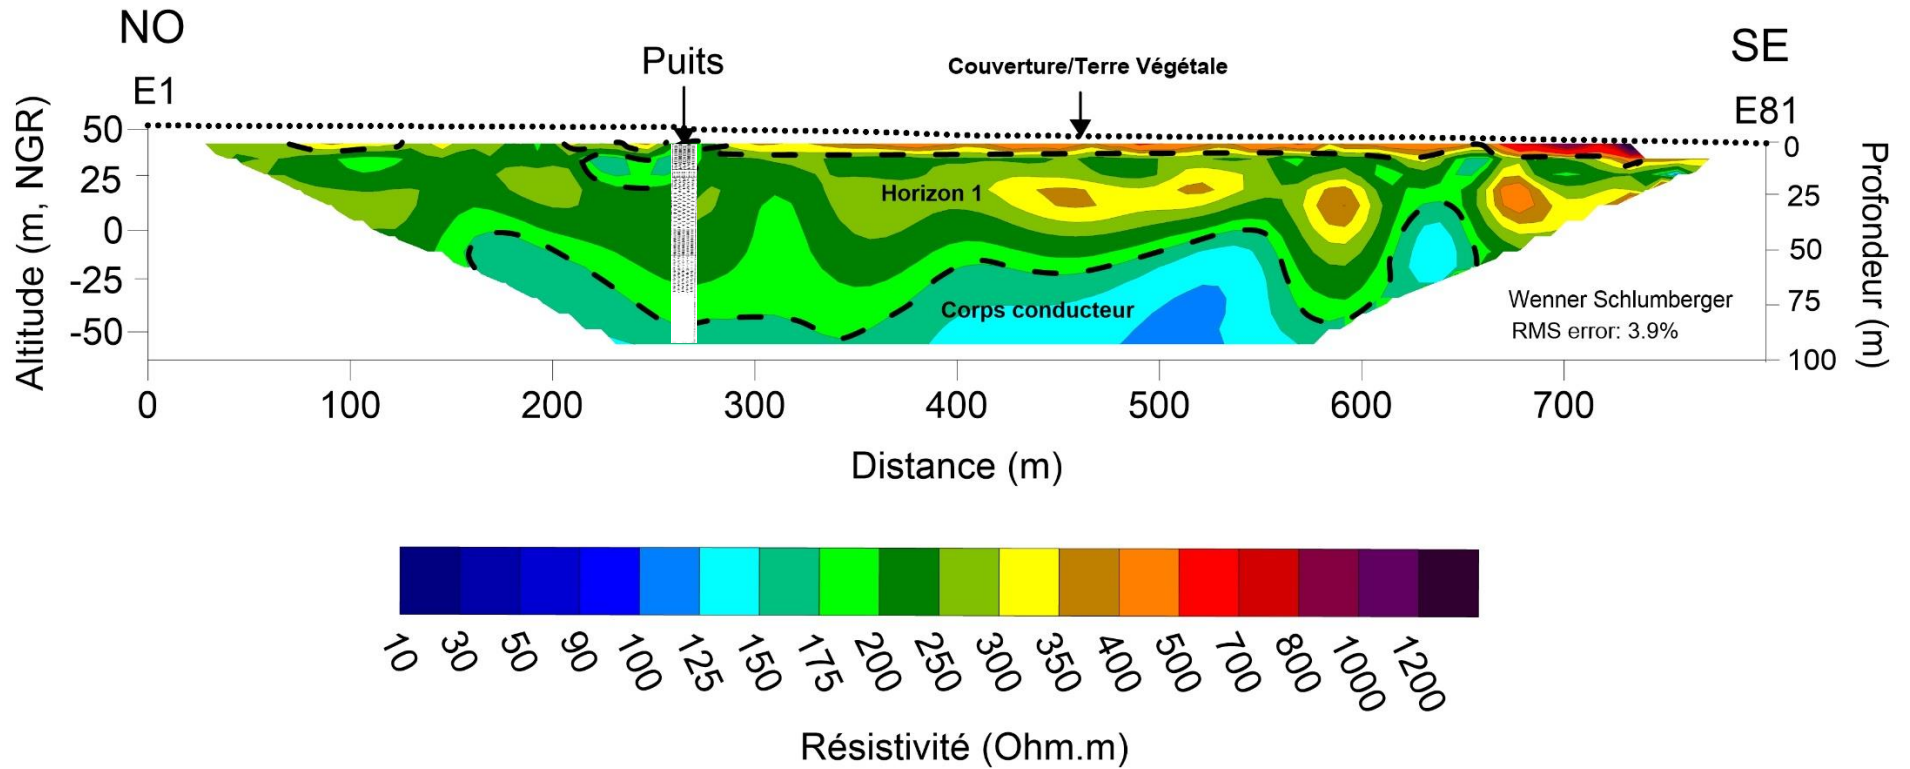 NO
SE
Puits
Couverture/Terre Végétale
E1
E81
Altitude (m, NGR)
50
25
0
-25
-50
0
25
50
75
100
Profondeur (m)
Horizon 1
Corps conducteur
Wenner Schlumberger
RMS error: 3.9%
0 100 200 300 400 500 600 700
Distance (m)
10 30 50 90 100 125 150 175 200 250 300 350 400 500 700 800 1000 1200
Résistivité (Ohm.m)